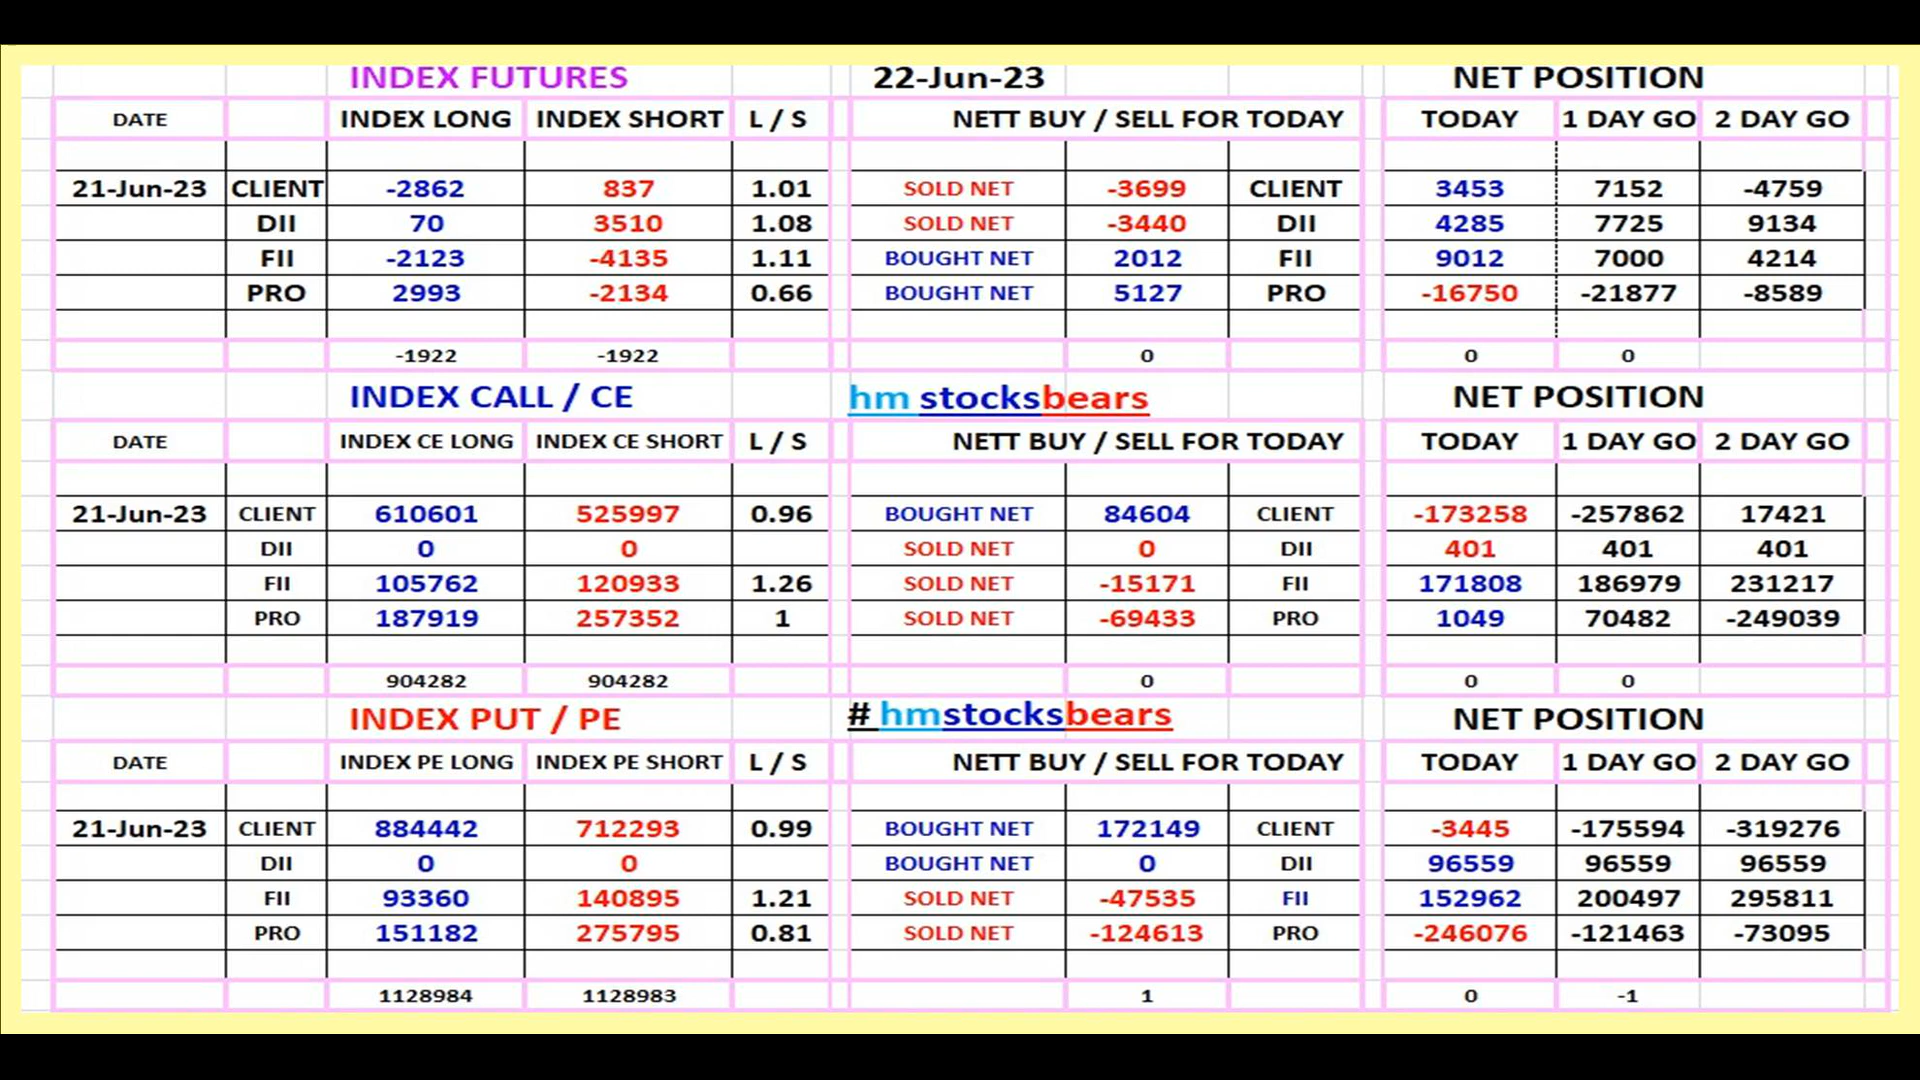 INDEX FUTURES 22-Jun-23 NET POSITION
DATE INDEX LONG INDEX SHORT L / S NETT BUY / SELL FOR TODAY TODAY 1 DAY GO 2 DAY GO
21-Jun-23 CLIENT -2862 837 1.01 SOLD NET -3699 CLIENT 3453 7152 -4759
DII 70 3510 1.08 SOLD NET -3440 DII 4285 7725 9134
FII -2123 -4135 1.11 BOUGHT NET 2012 FII 9012 7000 4214
PRO 2993 -2134 0.66 BOUGHT NET 5127 PRO -16750 -21877 -8589
-1922 -1922 0 0 0
INDEX CALL / CE hm stocksbears NET POSITION
DATE INDEX CE LONG INDEX CE SHORT L / S NETT BUY / SELL FOR TODAY TODAY 1 DAY GO 2 DAY GO
21-Jun-23 CLIENT 610601 525997 0.96 BOUGHT NET 84604 CLIENT -173258 -257862 17421
DII 0 0 SOLD NET 0 DII 401 401 401
FII 105762 120933 1.26 SOLD NET -15171 FII 171808 186979 231217
PRO 187919 257352 1 SOLD NET -69433 PRO 1049 70482 -249039
904282 904282 0 0 0
INDEX PUT / PE # hmstocksbears NET POSITION
DATE INDEX PE LONG INDEX PE SHORT L / S NETT BUY / SELL FOR TODAY TODAY 1 DAY GO 2 DAY GO
21-Jun-23 CLIENT 884442 712293 0.99 BOUGHT NET 172149 CLIENT -3445 -175594 -319276
DII 0 0 BOUGHT NET 0 DII 96559 96559 96559
FII 93360 140895 1.21 SOLD NET -47535 FII 152962 200497 295811
PRO 151182 275795 0.81 SOLD NET -124613 PRO -246076 -121463 -73095
1128984 1128983 1 0 -1